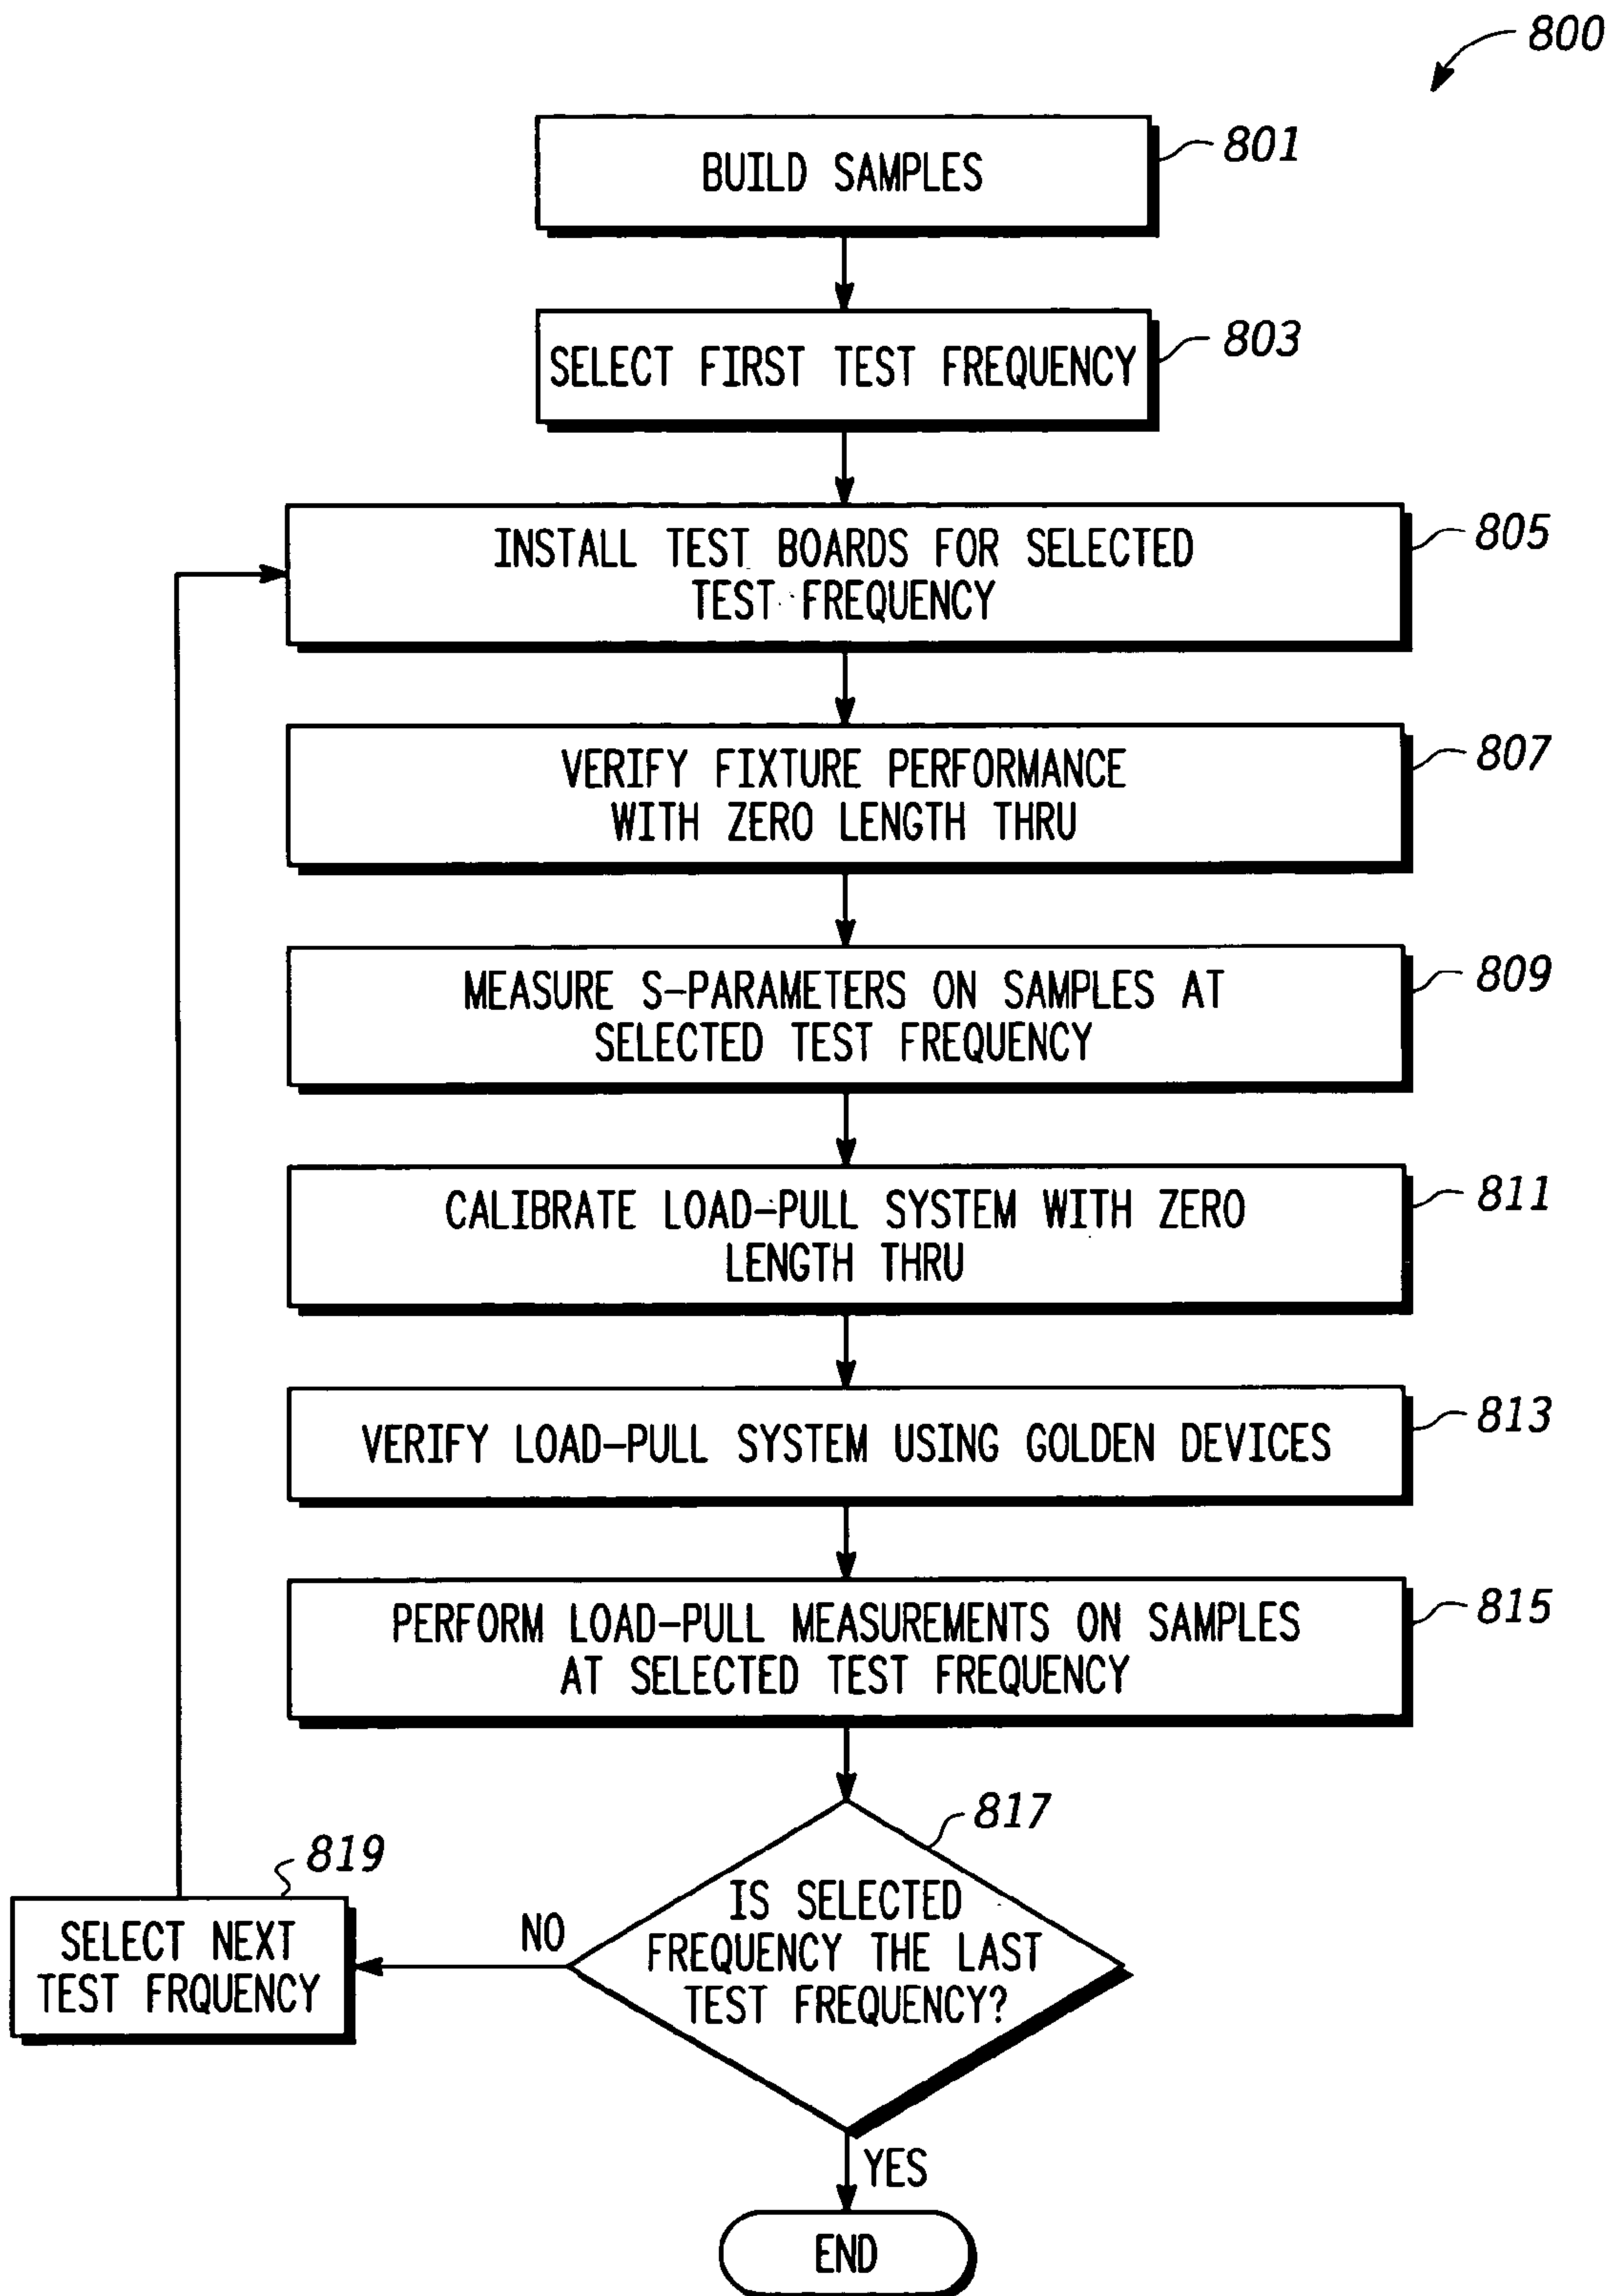 800
BUILD SAMPLES
801
SELECT FIRST TEST FREQUENCY
803
INSTALL TEST BOARDS FOR SELECTED
TEST FREQUENCY
805
VERIFY FIXTURE PERFORMANCE
WITH ZERO LENGTH THRU
807
MEASURE S-PARAMETERS ON SAMPLES AT
SELECTED TEST FREQUENCY
809
CALIBRATE LOAD-PULL SYSTEM WITH ZERO
LENGTH THRU
811
VERIFY LOAD-PULL SYSTEM USING GOLDEN DEVICES
813
PERFORM LOAD-PULL MEASUREMENTS ON SAMPLES
AT SELECTED TEST FREQUENCY
815
817
IS SELECTED
FREQUENCY THE LAST
TEST FREQUENCY?
NO
819
SELECT NEXT
TEST FRQUENCY
YES
END